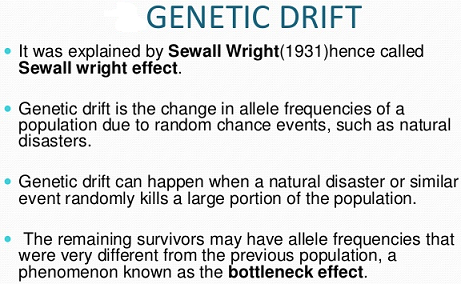 GENETIC DRIFT
It was explained by Sewall Wright(1931)hence called
Sewall wright effect.
Genetic drift is the change in allele frequencies of a
population due to random chance events, such as natural
disasters.
Genetic drift can happen when a natural disaster or similar
event randomly kills a large portion of the population.
The remaining survivors may have allele frequencies that
were very different from the previous population, a
phenomenon known as the bottleneck effect.